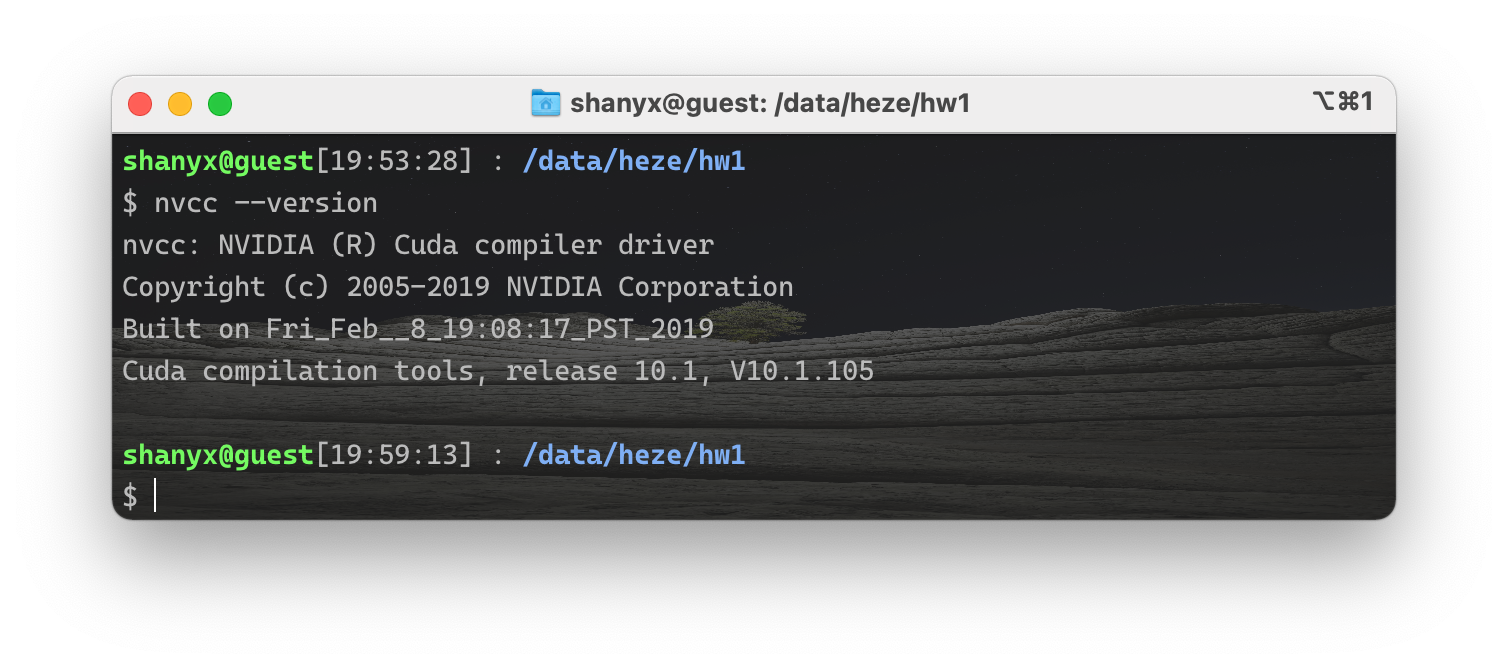 shanyx@guest: /data/heze/hw1
⌥⌘1
shanyx@guest[19:53:28] : /data/heze/hw1
$ nvcc --version
nvcc: NVIDIA (R) Cuda compiler driver
Copyright (c) 2005-2019 NVIDIA Corporation
Built on Fri_Feb__8_19:08:17_PST_2019
Cuda compilation tools, release 10.1, V10.1.105
shanyx@guest[19:59:13] : /data/heze/hw1
$